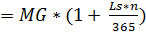 = MG * (1 + Ls*n/365)